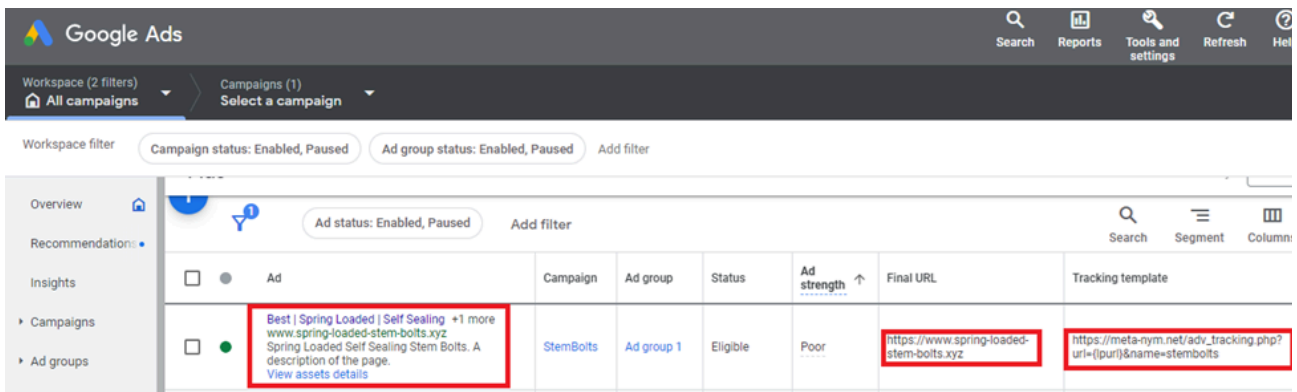 Google Ads
Search
Reports
Tools and
settings
Refresh
Workspace (2 filters)
All campaigns
Campaigns (1)
Select a campaign
Workspace filter
Campaign status: Enabled, Paused
Ad group status: Enabled, Paused
Add filter
Overview
Recommendations
Insights
Campaigns
Ad groups
1
Ad status: Enabled, Paused
Add filter
Search
Segment
Columns
Ad
Campaign
Ad group
Status
Ad
strength
Final URL
Tracking template
Best | Spring Loaded | Self Sealing +1 more
www.spring-loaded-stem-bolts.xyz
Spring Loaded Self Sealing Stem Bolts. A
description of the page.
View assets details
StemBolts
Ad group 1
Eligible
Poor
https://www.spring-loaded-
stem-bolts.xyz
https://meta-nym.net/adv_tracking.php?
url={lpurl}&name=stembolts